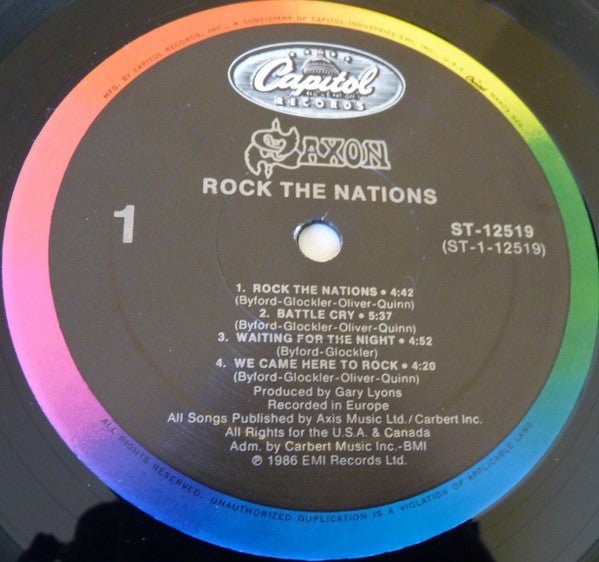 MFG. BY CAPITOL RECORDS, INC., A SUBSIDIARY OF CAPITOL INDUSTRIES-EMI, INC., U.S.A.
Capitol
RECORDS
SAXON
ROCK THE NATIONS
1
ST-12519
(ST-1-12519)
1. ROCK THE NATIONS • 4:42
(Byford-Glockler-Oliver-Quinn)
2. BATTLE CRY • 5:37
(Byford-Glockler-Oliver-Quinn)
3. WAITING FOR THE NIGHT • 4:52
(Byford-Glockler)
4. WE CAME HERE TO ROCK • 4:20
(Byford-Glockler-Oliver-Quinn)
Produced by Gary Lyons
Recorded in Europe
All Songs Published by Axis Music Ltd./Carbert Inc.
All Rights for the U.S.A. & Canada
Adm. by Carbert Music Inc.-BMI
℗ 1986 EMI Records Ltd.
ALL RIGHTS RESERVED. UNAUTHORIZED DUPLICATION IS A VIOLATION OF APPLICABLE LAWS.